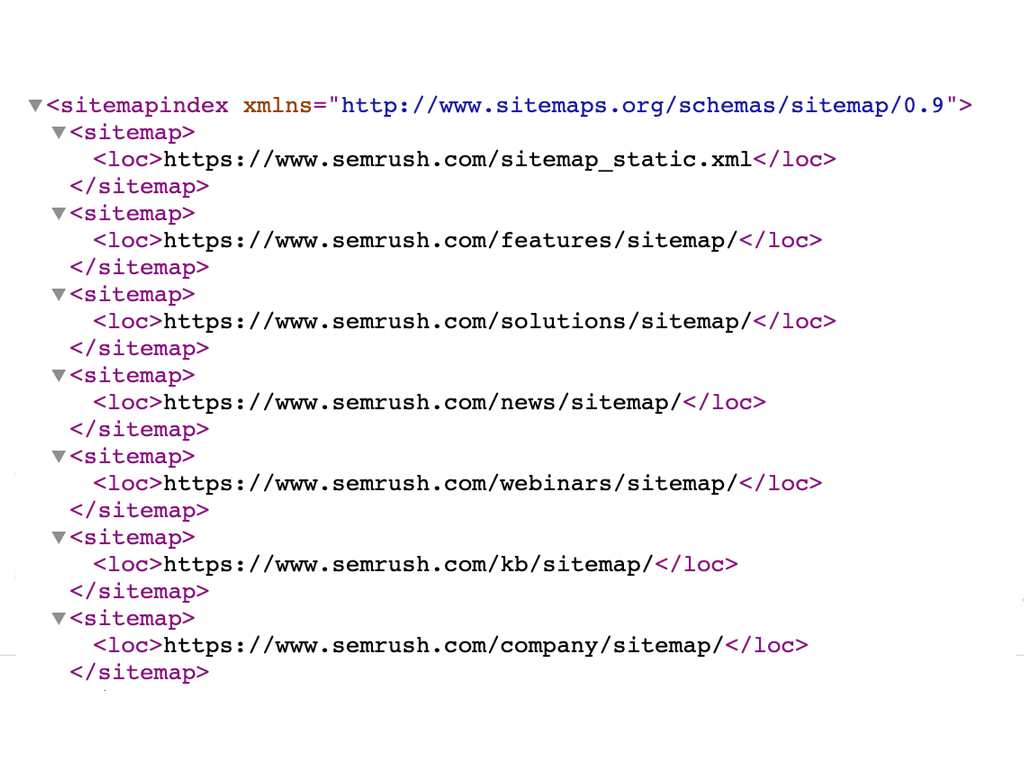 <sitemapindex xmlns="http://www.sitemaps.org/schemas/sitemap/0.9">
<sitemap>
<loc>https://www.semrush.com/sitemap_static.xml</loc>
</sitemap>
<sitemap>
<loc>https://www.semrush.com/features/sitemap/</loc>
</sitemap>
<sitemap>
<loc>https://www.semrush.com/solutions/sitemap/</loc>
</sitemap>
<sitemap>
<loc>https://www.semrush.com/news/sitemap/</loc>
</sitemap>
<sitemap>
<loc>https://www.semrush.com/webinars/sitemap/</loc>
</sitemap>
<sitemap>
<loc>https://www.semrush.com/kb/sitemap/</loc>
</sitemap>
<sitemap>
<loc>https://www.semrush.com/company/sitemap/</loc>
</sitemap>